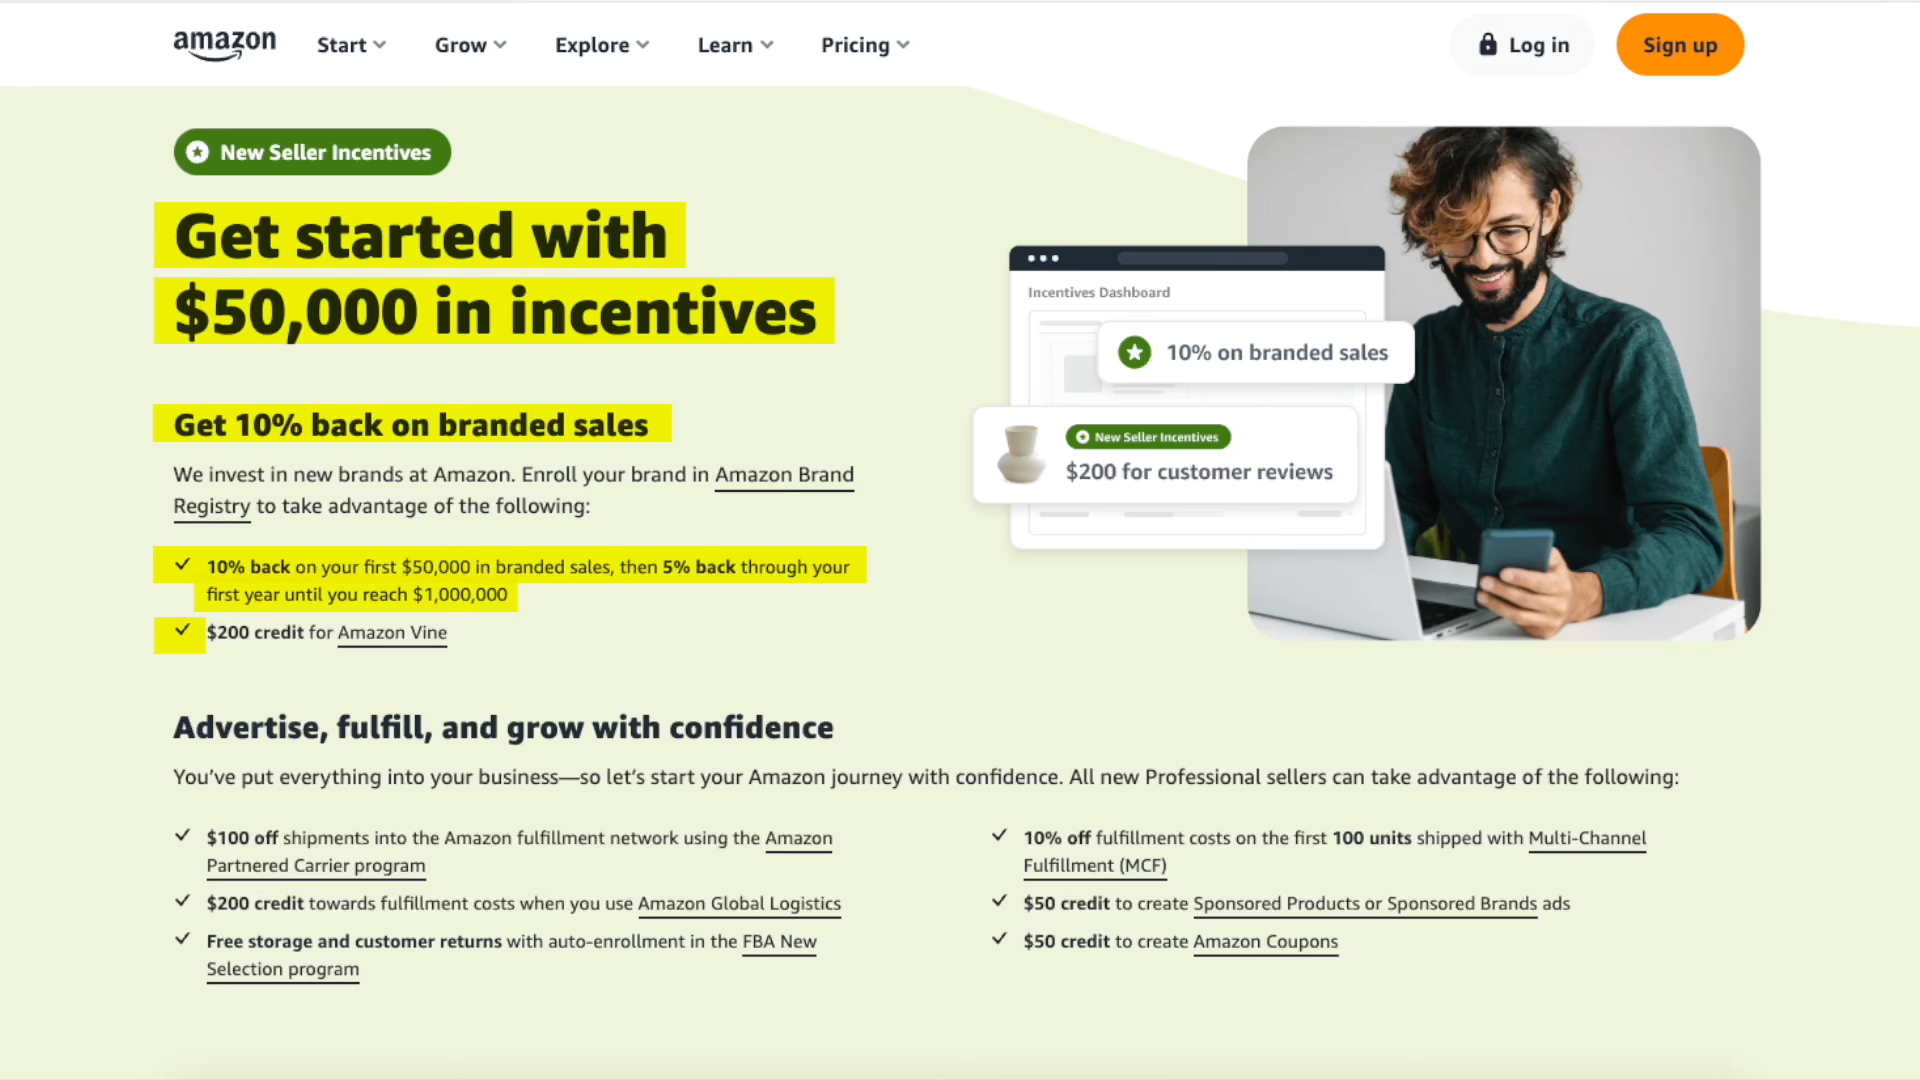 amazon
Start
Grow
Explore
Learn
Pricing
Log in
Sign up
New Seller Incentives
Get started with
$50,000 in incentives
Get 10% back on branded sales
We invest in new brands at Amazon. Enroll your brand in Amazon Brand
Registry to take advantage of the following:
10% back on your first $50,000 in branded sales, then 5% back through your
first year until you reach $1,000,000
$200 credit for Amazon Vine
Incentives Dashboard
10% on branded sales
New Seller Incentives
$200 for customer reviews
Advertise, fulfill, and grow with confidence
You’ve put everything into your business—so let’s start your Amazon journey with confidence. All new Professional sellers can take advantage of the following:
$100 off shipments into the Amazon fulfillment network using the Amazon
Partnered Carrier program
$200 credit towards fulfillment costs when you use Amazon Global Logistics
Free storage and customer returns with auto-enrollment in the FBA New
Selection program
10% off fulfillment costs on the first 100 units shipped with Multi-Channel
Fulfillment (MCF)
$50 credit to create Sponsored Products or Sponsored Brands ads
$50 credit to create Amazon Coupons